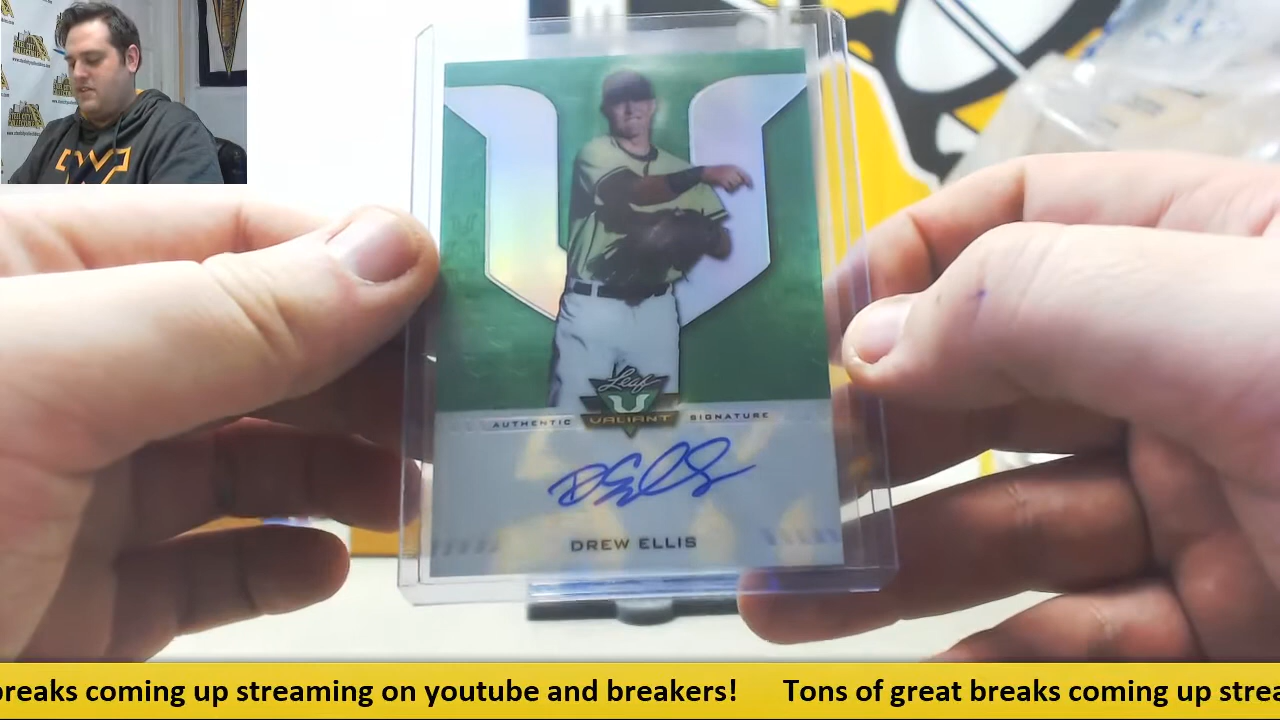 Leaf
VALIANT
AUTHENTIC SIGNATURE
DREW ELLIS
breaks coming up streaming on youtube and breakers! Tons of great breaks coming up strea